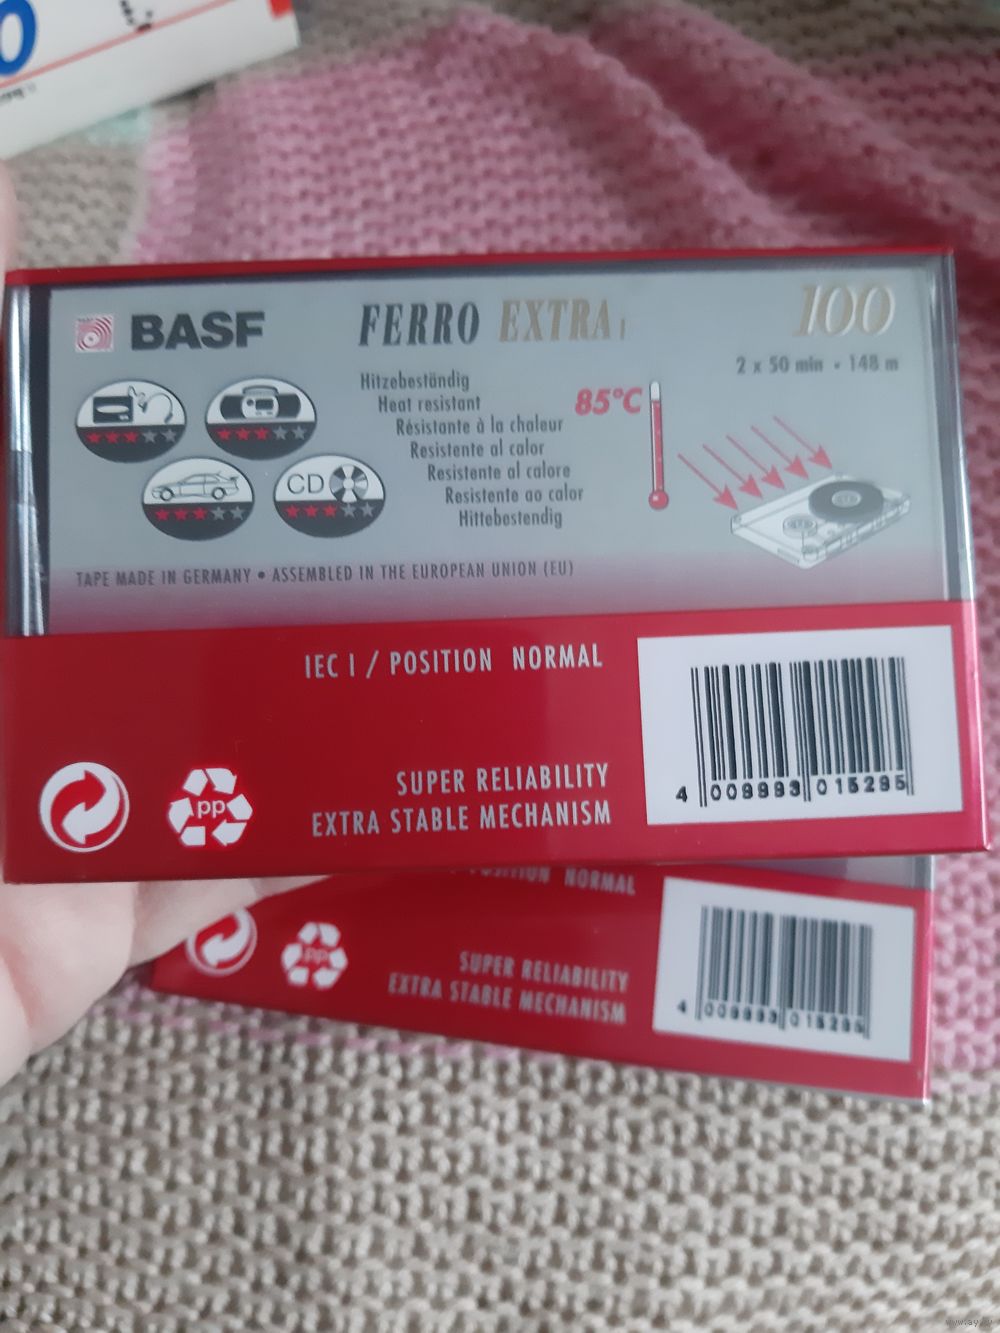 0
BASF FERRO EXTRA I 100
2 x 50 min • 148 m
Hitzebeständig
Heat resistant
Résistante à la chaleur
Resistente al calor
Resistente al calore
Resistente ao calor
Hittebestendig
85°C
CD
TAPE MADE IN GERMANY • ASSEMBLED IN THE EUROPEAN UNION (EU)
IEC I / POSITION NORMAL
SUPER RELIABILITY
EXTRA STABLE MECHANISM
PP
4 009993 015295
POSITION NORMAL
SUPER RELIABILITY
EXTRA STABLE MECHANISM
PP
4 009993 015295